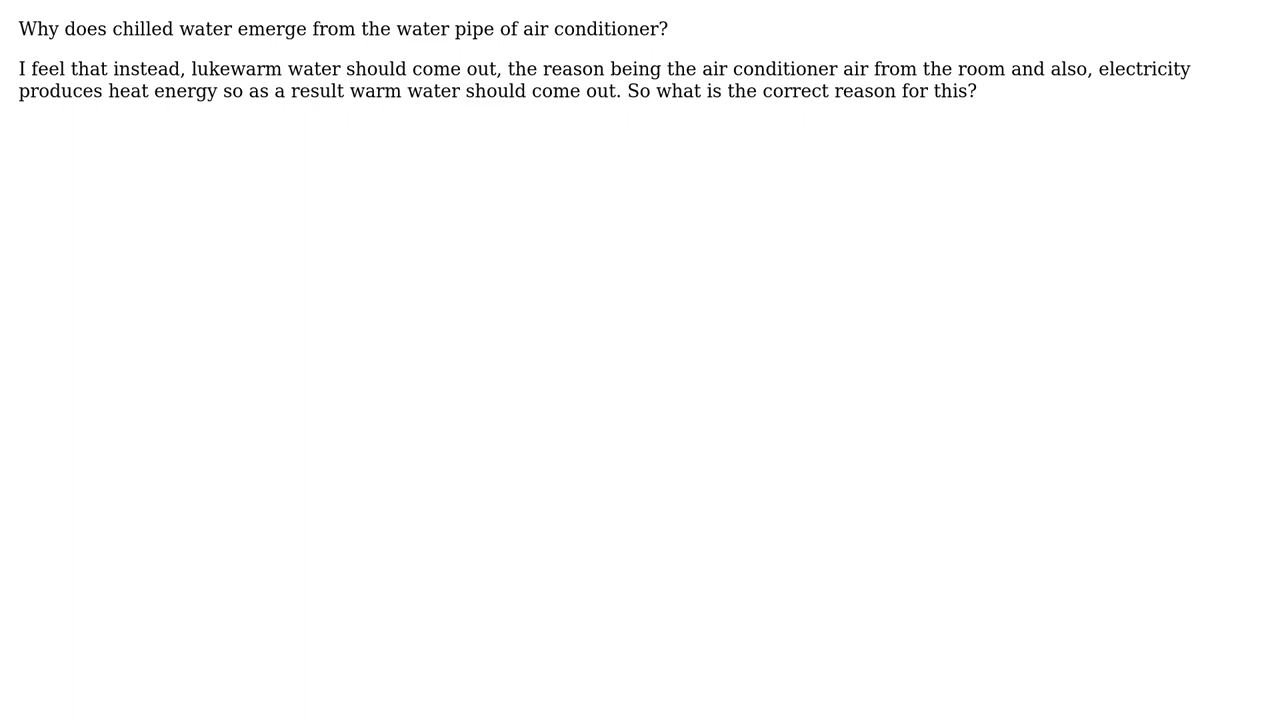 Why does chilled water emerge from the water pipe of air conditioner?
I feel that instead, lukewarm water should come out, the reason being the air conditioner air from the room and also, electricity
produces heat energy so as a result warm water should come out. So what is the correct reason for this?